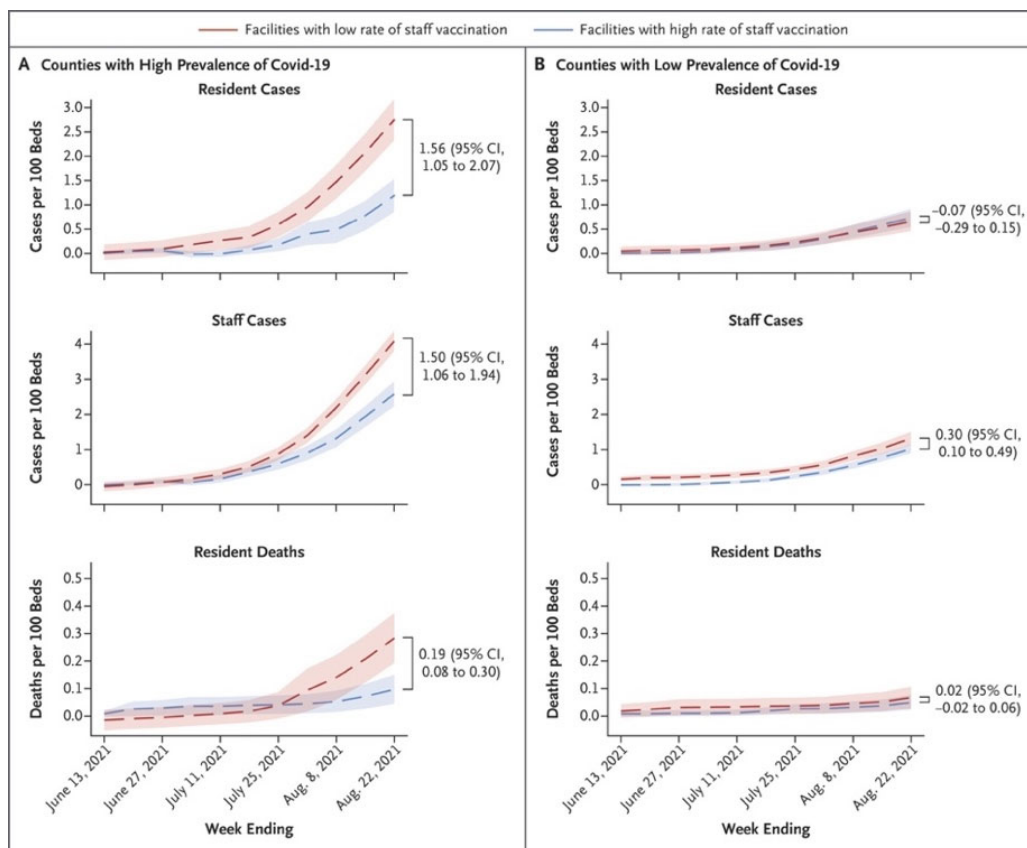 Facilities with low rate of staff vaccination
Facilities with high rate of staff vaccination
A Counties with High Prevalence of Covid-19
Resident Cases
Cases per 100 Beds
3.0
2.5
2.0
1.5
1.0
0.5
0.0
1.56 (95% CI,
1.05 to 2.07)
Staff Cases
Cases per 100 Beds
4
3
2
1
0
1.50 (95% CI,
1.06 to 1.94)
Resident Deaths
Deaths per 100 Beds
0.5
0.4
0.3
0.2
0.1
0.0
0.19 (95% CI,
0.08 to 0.30)
June 13, 2021
June 27, 2021
July 11, 2021
July 25, 2021
Aug. 8, 2021
Aug. 22, 2021
Week Ending
B Counties with Low Prevalence of Covid-19
Resident Cases
Cases per 100 Beds
3.0
2.5
2.0
1.5
1.0
0.5
0.0
−0.07 (95% CI,
−0.29 to 0.15)
Staff Cases
Cases per 100 Beds
4
3
2
1
0
0.30 (95% CI,
0.10 to 0.49)
Resident Deaths
Deaths per 100 Beds
0.5
0.4
0.3
0.2
0.1
0.0
0.02 (95% CI,
−0.02 to 0.06)
June 13, 2021
June 27, 2021
July 11, 2021
July 25, 2021
Aug. 8, 2021
Aug. 22, 2021
Week Ending